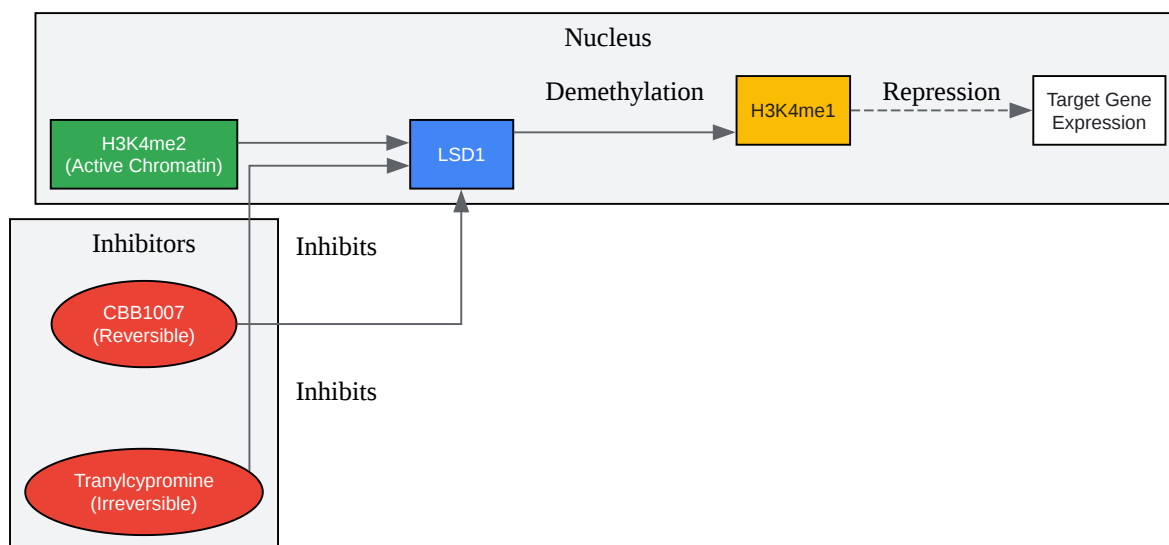 Nucleus
Demethylation
Repression
H3K4me2
(Active Chromatin)
LSD1
H3K4me1
Target Gene
Expression
Inhibitors
Inhibits
CBB1007
(Reversible)
Inhibits
Tranylcypromine
(Irreversible)